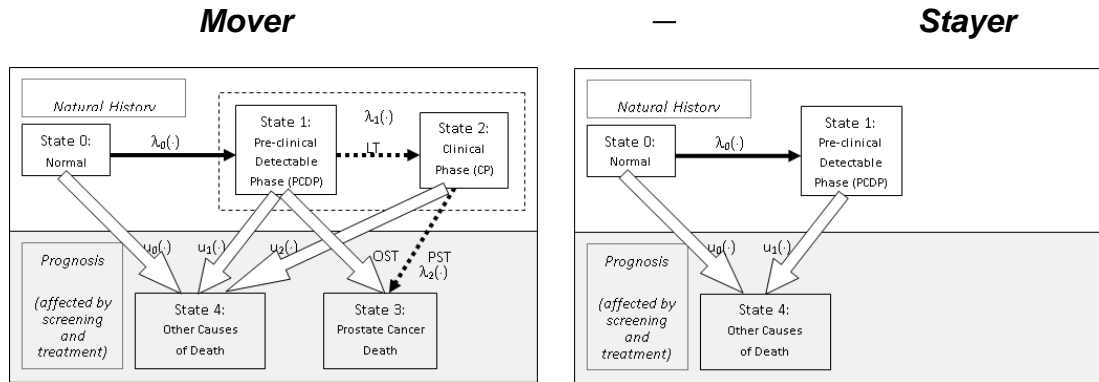 Mover — Stayer
Natural History
State 0:
Normal
λ₀(·)
State 1:
Pre-clinical
Detectable
Phase (PCDP)
λ₁(·)
LT
State 2:
Clinical
Phase (CP)
Prognosis
(affected by
screening
and
treatment)
u₀(·)
u₁(·)
u₂(·)
OST
PST
λ₂(·)
State 4:
Other Causes
of Death
State 3:
Prostate Cancer
Death
Natural History
State 0:
Normal
λ₀(·)
State 1:
Pre-clinical
Detectable
Phase (PCDP)
Prognosis
(affected by
screening
and
treatment)
u₀(·)
u₁(·)
State 4:
Other Causes
of Death